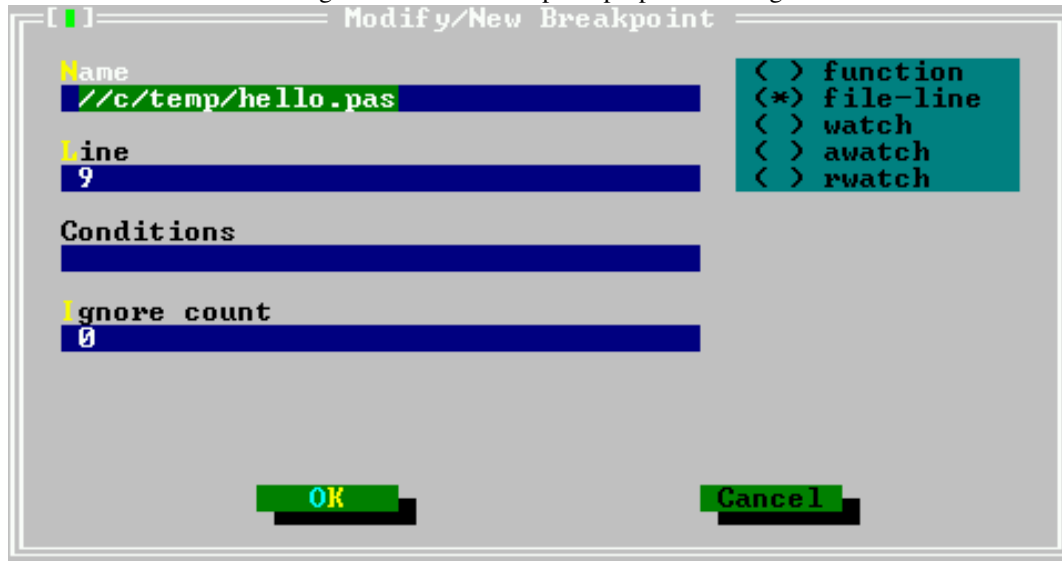 [ ] Modify/New Breakpoint
Name
//c/temp/hello.pas
Line
9
Conditions
Ignore count
0
( ) function
(*) file-line
( ) watch
( ) awatch
( ) rwatch
OK
Cancel